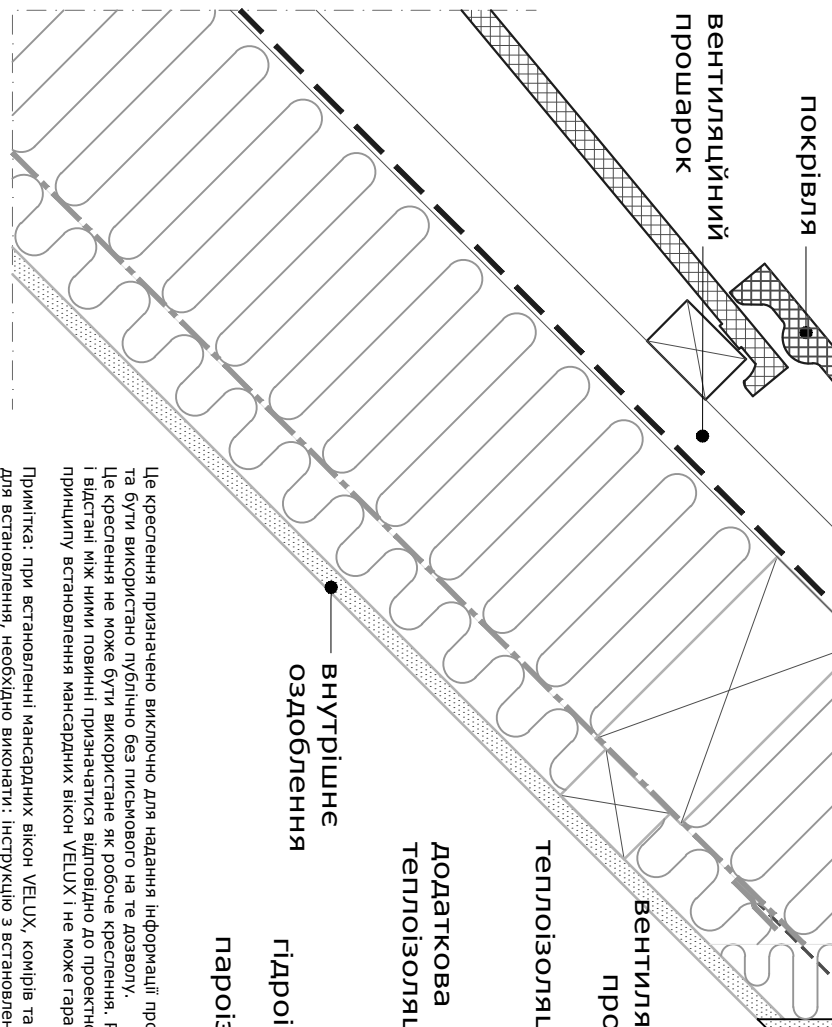 покрівля
вентиляцйний
прошарок
внутрішнє
оздоблення
вентиля
про
теплоізоляц
додаткова
теплоізоляц
гідроі
пароіз
Це креслення призначено виключно для надання інформації про
та бути використано публічно без письмового на те дозволу.
Це креслення не може бути використане як робоче креслення.
і відстані між ними повинні призначатися відповідно до проектно
принципу встановлення мансардних вікон VELUX і не може гара
Примітка: при встановленні мансардних вікон VELUX, комірів та
для встановлення, необхідно виконати: інструкцію з встановлен